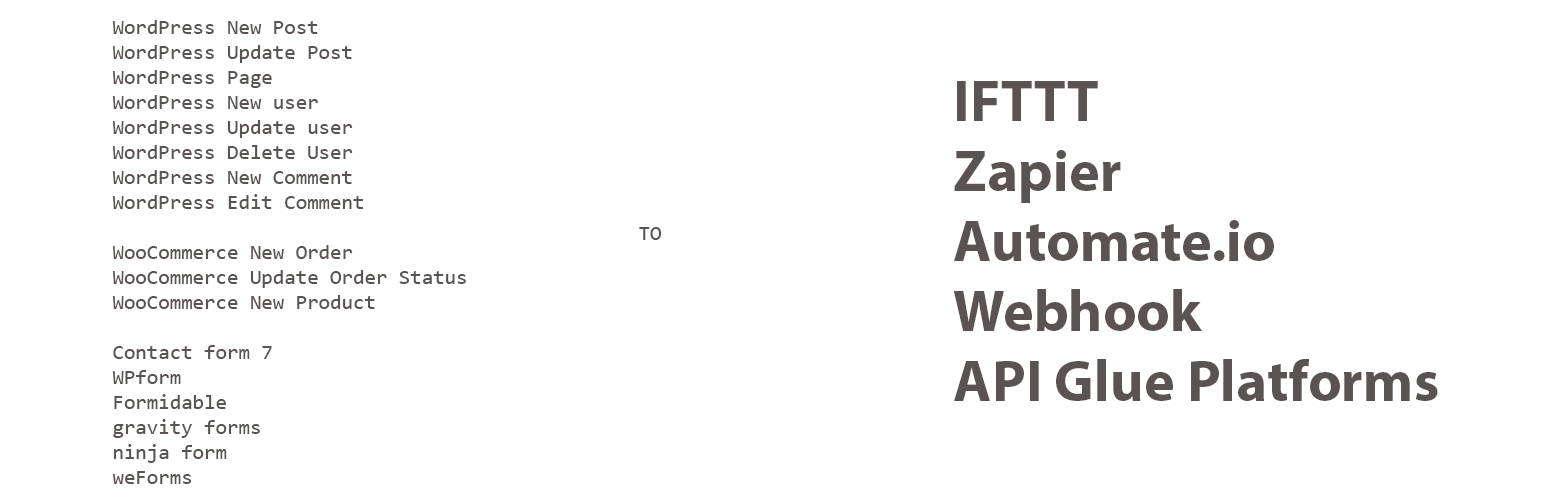 WordPress New Post
WordPress Update Post
WordPress Page
WordPress New user
WordPress Update user
WordPress Delete User
WordPress New Comment
WordPress Edit Comment
WooCommerce New Order
WooCommerce Update Order Status
WooCommerce New Product
Contact form 7
WPform
Formidable
gravity forms
ninja form
weForms
TO
IFTTT
Zapier
Automate.io
Webhook
API Glue Platforms